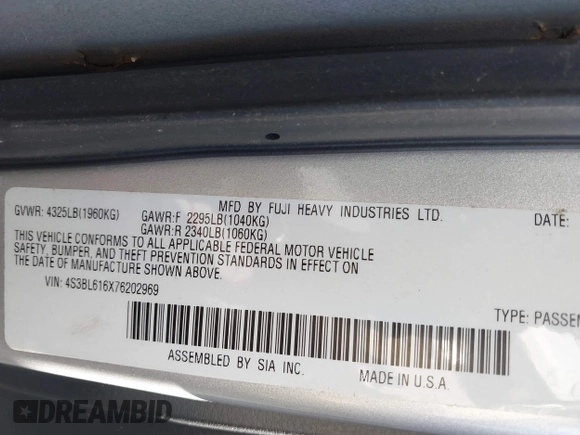 MFD BY FUJI HEAVY INDUSTRIES LTD. DATE:
GVWR: 4325LB(1960KG) GAWR:F 2295LB(1040KG)
GAWR:R 2340LB(1060KG)
THIS VEHICLE CONFORMS TO ALL APPLICABLE FEDERAL MOTOR VEHICLE
SAFETY, BUMPER, AND THEFT PREVENTION STANDARDS IN EFFECT ON
THE DATE OF MANUFACTURE SHOWN ABOVE.
VIN: 4S3BL616X76202969
TYPE: PASSEN
ASSEMBLED BY SIA INC. MADE IN U.S.A.
DREAMBID